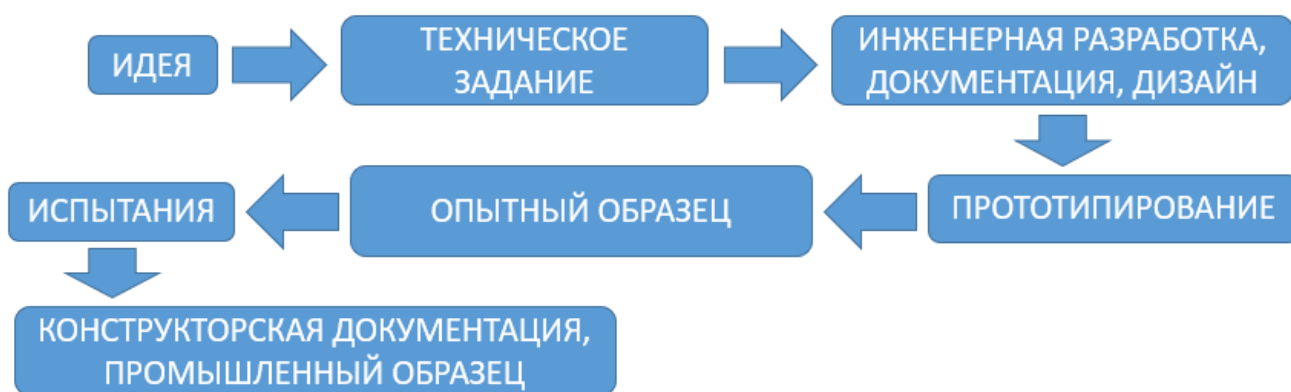 ИДЕЯ
ТЕХНИЧЕСКОЕ
ЗАДАНИЕ
ИНЖЕНЕРНАЯ РАЗРАБОТКА,
ДОКУМЕНТАЦИЯ, ДИЗАЙН
ПРОТОТИПИРОВАНИЕ
ОПЫТНЫЙ ОБРАЗЕЦ
ИСПЫТАНИЯ
КОНСТРУКТОРСКАЯ ДОКУМЕНТАЦИЯ,
ПРОМЫШЛЕННЫЙ ОБРАЗЕЦ